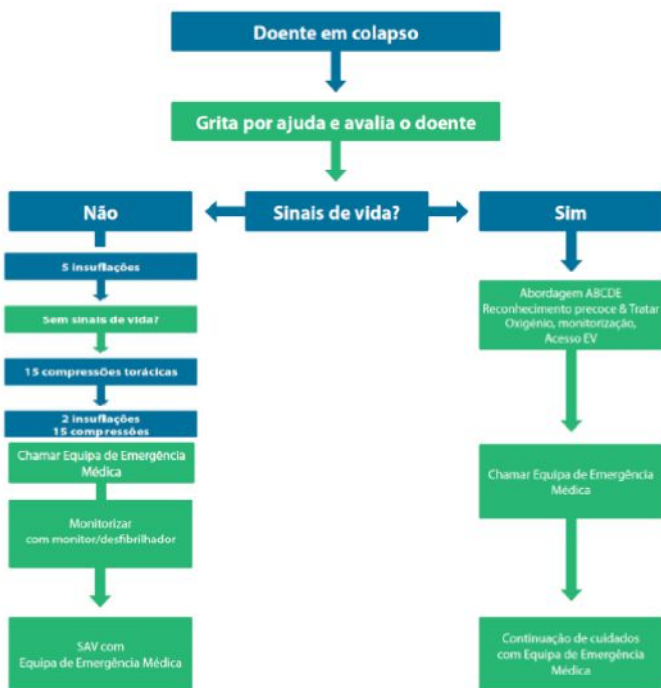 Doente em colapso
Grita por ajuda e avalia o doente
Não
Sinais de vida?
Sim
5 insuflações
Sem sinais de vida?
15 compressões torácicas
2 insuflações
15 compressões
Chamar Equipa de Emergência
Médica
Monitorizar
com monitor/desfibrilhador
SAV com
Equipa de Emergência Médica
Abordagem ABCDE
Reconhecimento precoce & Tratar
Oxigénio, monitorização,
Acesso EV
Chamar Equipa de Emergência
Médica
Continuação de cuidados
com Equipa de Emergência
Médica